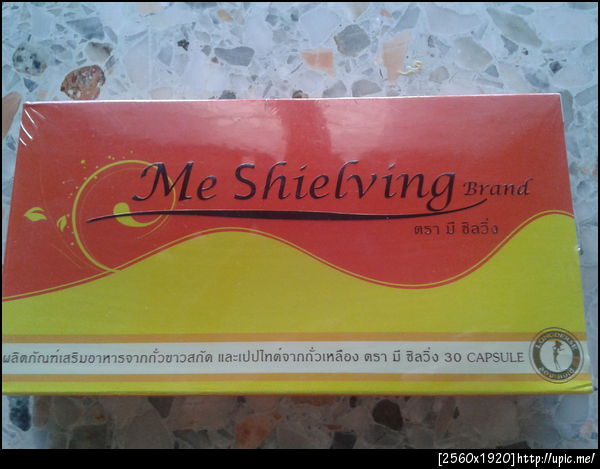 Me Shielving Brand
ตรา มี ชิลวิ่ง
ผลิตภัณฑ์เสริมอาหารจากถั่วขาวสกัด และเปปไทด์จากถั่วเหลือง ตรา มี ชิลวิ่ง 30 CAPSULE
[2560x1920]http://upic.me/